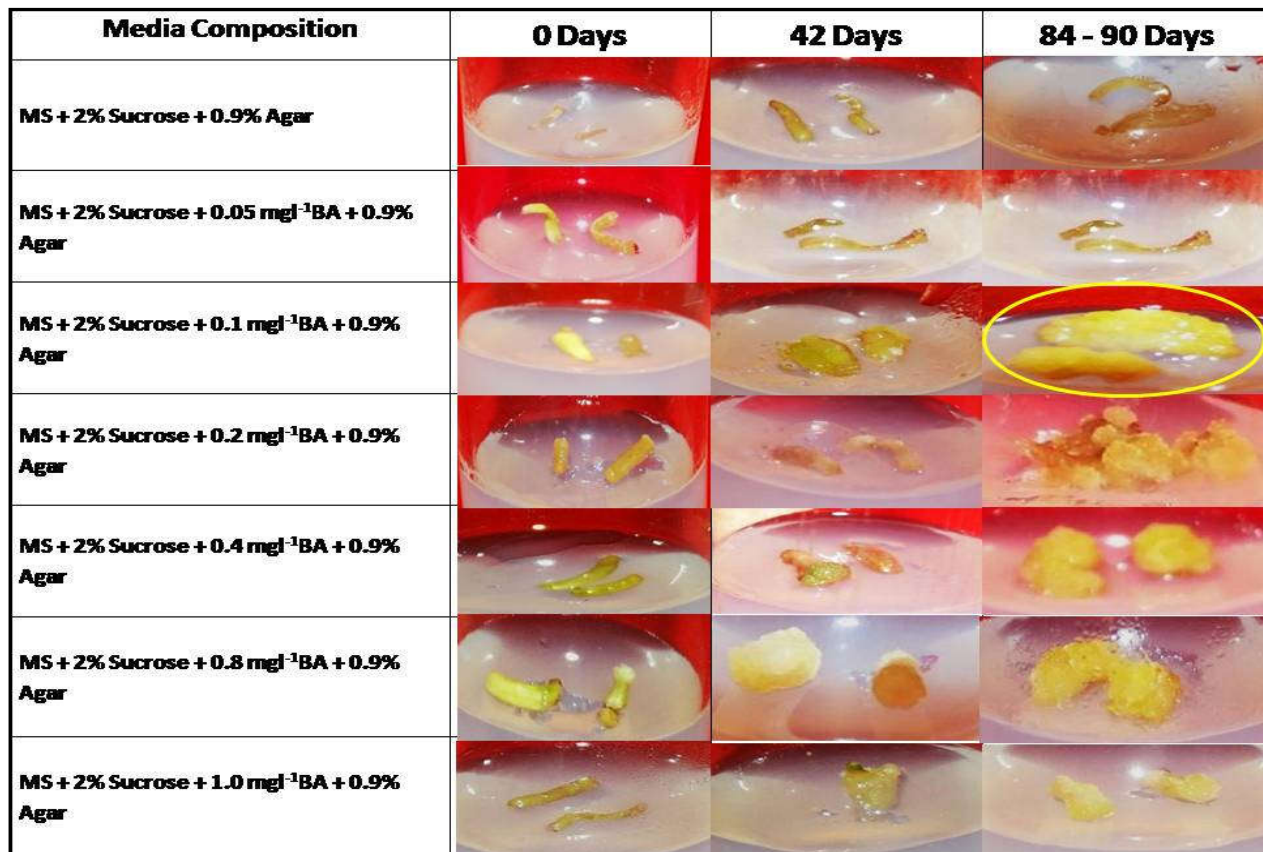 Media Composition
0 Days
42 Days
84 - 90 Days
MS + 2% Sucrose + 0.9% Agar
MS + 2% Sucrose + 0.05 mgl⁻¹BA + 0.9%
Agar
MS + 2% Sucrose + 0.1 mgl⁻¹BA + 0.9%
Agar
MS + 2% Sucrose + 0.2 mgl⁻¹BA + 0.9%
Agar
MS + 2% Sucrose + 0.4 mgl⁻¹BA + 0.9%
Agar
MS + 2% Sucrose + 0.8 mgl⁻¹BA + 0.9%
Agar
MS + 2% Sucrose + 1.0 mgl⁻¹BA + 0.9%
Agar